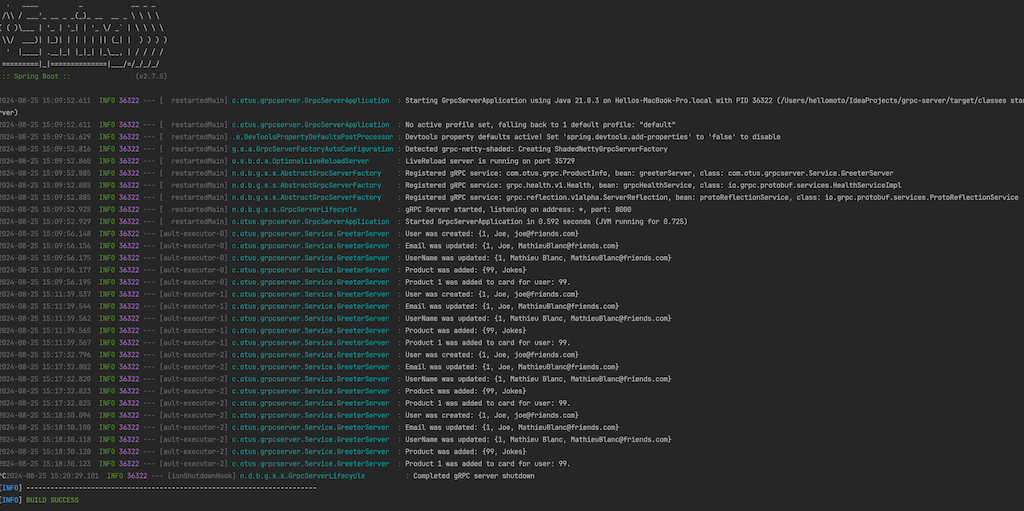 :: Spring Boot :: (v2.7.5)
2024-08-25 15:09:52.611 INFO 36322 --- [ restartedMain] c.otus.grpcserver.GrpcServerApplication : Starting GrpcServerApplication using Java 21.0.3 on Hellos-MacBook-Pro.local with PID 36322 (/Users/hellomoto/IdeaProjects/grpc-server/target/classes star
rver)
2024-08-25 15:09:52.611 INFO 36322 --- [ restartedMain] c.otus.grpcserver.GrpcServerApplication : No active profile set, falling back to 1 default profile: "default"
2024-08-25 15:09:52.629 INFO 36322 --- [ restartedMain] .e.DevToolsPropertyDefaultsPostProcessor : Devtools property defaults active! Set 'spring.devtools.add-properties' to 'false' to disable
2024-08-25 15:09:52.816 INFO 36322 --- [ restartedMain] g.s.a.GrpcServerFactoryAutoConfiguration : Detected grpc-netty-shaded: Creating ShadedNettyGrpcServerFactory
2024-08-25 15:09:52.860 INFO 36322 --- [ restartedMain] o.s.b.d.a.OptionalLiveReloadServer : LiveReload server is running on port 35729
2024-08-25 15:09:52.885 INFO 36322 --- [ restartedMain] n.d.b.g.s.s.AbstractGrpcServerFactory : Registered gRPC service: com.otus.grpc.ProductInfo, bean: greeterServer, class: com.otus.grpcserver.Service.GreeterServer
2024-08-25 15:09:52.885 INFO 36322 --- [ restartedMain] n.d.b.g.s.s.AbstractGrpcServerFactory : Registered gRPC service: grpc.health.v1.Health, bean: grpcHealthService, class: io.grpc.protobuf.services.HealthServiceImpl
2024-08-25 15:09:52.885 INFO 36322 --- [ restartedMain] n.d.b.g.s.s.AbstractGrpcServerFactory : Registered gRPC service: grpc.reflection.v1alpha.ServerReflection, bean: protoReflectionService, class: io.grpc.protobuf.services.ProtoReflectionService
2024-08-25 15:09:52.925 INFO 36322 --- [ restartedMain] n.d.b.g.s.s.GrpcServerLifecycle : gRPC Server started, listening on address: *, port: 8000
2024-08-25 15:09:52.929 INFO 36322 --- [ restartedMain] c.otus.grpcserver.GrpcServerApplication : Started GrpcServerApplication in 0.592 seconds (JVM running for 0.725)
2024-08-25 15:09:56.148 INFO 36322 --- [ault-executor-0] c.otus.grpcserver.Service.GreeterServer : User was created: {1, Joe, joe@friends.com}
2024-08-25 15:09:56.156 INFO 36322 --- [ault-executor-0] c.otus.grpcserver.Service.GreeterServer : Email was updated: {1, Joe, MathieuBlanc@friends.com}
2024-08-25 15:09:56.175 INFO 36322 --- [ault-executor-0] c.otus.grpcserver.Service.GreeterServer : UserName was updated: {1, Mathieu Blanc, MathieuBlanc@friends.com}
2024-08-25 15:09:56.177 INFO 36322 --- [ault-executor-0] c.otus.grpcserver.Service.GreeterServer : Product was added: {99, Jokes}
2024-08-25 15:09:56.195 INFO 36322 --- [ault-executor-0] c.otus.grpcserver.Service.GreeterServer : Product 1 was added to card for user: 99.
2024-08-25 15:11:39.537 INFO 36322 --- [ault-executor-1] c.otus.grpcserver.Service.GreeterServer : User was created: {1, Joe, joe@friends.com}
2024-08-25 15:11:39.544 INFO 36322 --- [ault-executor-1] c.otus.grpcserver.Service.GreeterServer : Email was updated: {1, Joe, MathieuBlanc@friends.com}
2024-08-25 15:11:39.562 INFO 36322 --- [ault-executor-1] c.otus.grpcserver.Service.GreeterServer : UserName was updated: {1, Mathieu Blanc, MathieuBlanc@friends.com}
2024-08-25 15:11:39.565 INFO 36322 --- [ault-executor-1] c.otus.grpcserver.Service.GreeterServer : Product was added: {99, Jokes}
2024-08-25 15:11:39.567 INFO 36322 --- [ault-executor-1] c.otus.grpcserver.Service.GreeterServer : Product 1 was added to card for user: 99.
2024-08-25 15:17:32.796 INFO 36322 --- [ault-executor-2] c.otus.grpcserver.Service.GreeterServer : User was created: {1, Joe, joe@friends.com}
2024-08-25 15:17:32.802 INFO 36322 --- [ault-executor-2] c.otus.grpcserver.Service.GreeterServer : Email was updated: {1, Joe, MathieuBlanc@friends.com}
2024-08-25 15:17:32.820 INFO 36322 --- [ault-executor-2] c.otus.grpcserver.Service.GreeterServer : UserName was updated: {1, Mathieu Blanc, MathieuBlanc@friends.com}
2024-08-25 15:17:32.823 INFO 36322 --- [ault-executor-2] c.otus.grpcserver.Service.GreeterServer : Product was added: {99, Jokes}
2024-08-25 15:17:32.825 INFO 36322 --- [ault-executor-2] c.otus.grpcserver.Service.GreeterServer : Product 1 was added to card for user: 99.
2024-08-25 15:18:30.094 INFO 36322 --- [ault-executor-2] c.otus.grpcserver.Service.GreeterServer : User was created: {1, Joe, joe@friends.com}
2024-08-25 15:18:30.100 INFO 36322 --- [ault-executor-2] c.otus.grpcserver.Service.GreeterServer : Email was updated: {1, Joe, MathieuBlanc@friends.com}
2024-08-25 15:18:30.118 INFO 36322 --- [ault-executor-2] c.otus.grpcserver.Service.GreeterServer : UserName was updated: {1, Mathieu Blanc, MathieuBlanc@friends.com}
2024-08-25 15:18:30.120 INFO 36322 --- [ault-executor-2] c.otus.grpcserver.Service.GreeterServer : Product was added: {99, Jokes}
2024-08-25 15:18:30.123 INFO 36322 --- [ault-executor-2] c.otus.grpcserver.Service.GreeterServer : Product 1 was added to card for user: 99.
^C2024-08-25 15:20:29.181 INFO 36322 --- [ionShutdownHook] n.d.b.g.s.s.GrpcServerLifecycle : Completed gRPC server shutdown
[INFO] ------------------------------------------------------------------------
[INFO] BUILD SUCCESS